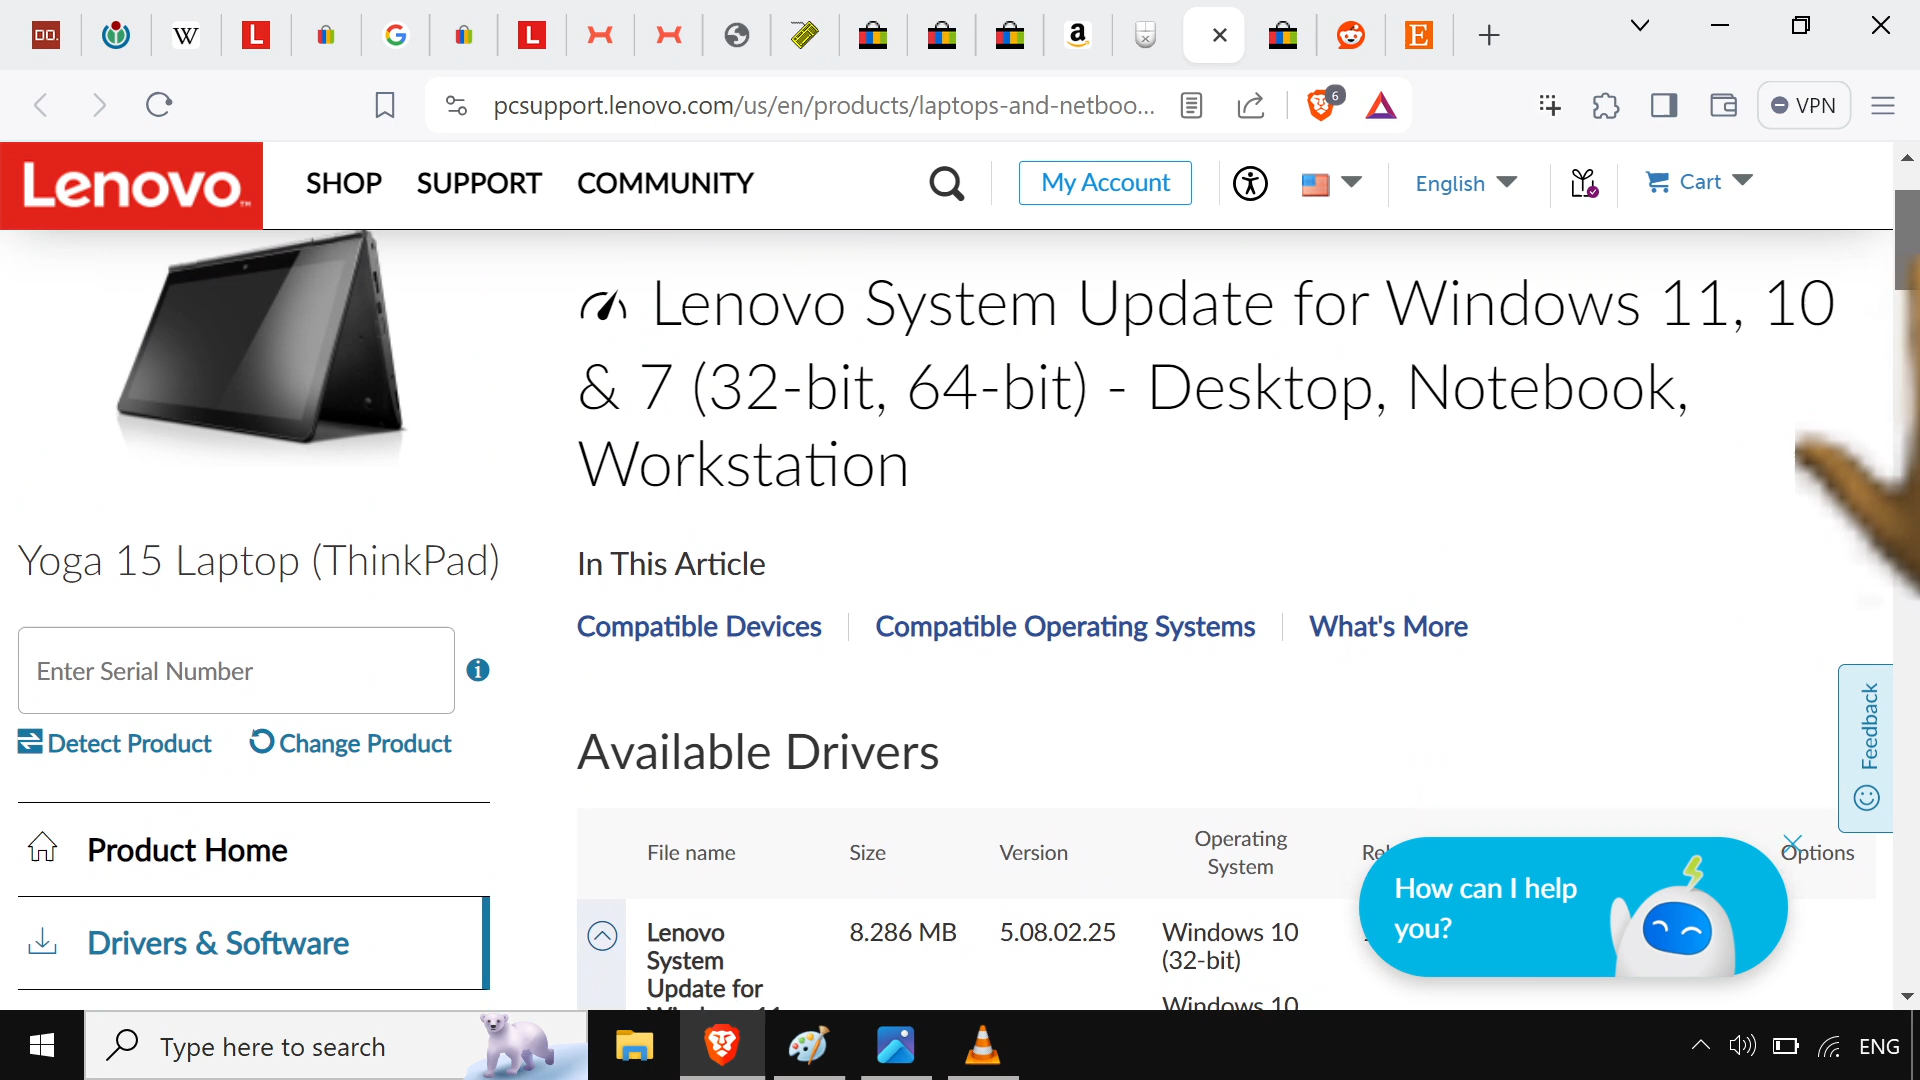 DO.
W
L
G
L
a
E
6
pcsupport.lenovo.com/us/en/products/laptops-and-netboo...
VPN
Lenovo™
SHOP
SUPPORT
COMMUNITY
My Account
English
Cart
Lenovo System Update for Windows 11, 10
& 7 (32-bit, 64-bit) - Desktop, Notebook,
Workstation
Yoga 15 Laptop (ThinkPad)
In This Article
Compatible Devices
Compatible Operating Systems
What's More
Enter Serial Number
i
Detect Product
Change Product
Feedback
Available Drivers
Product Home
Drivers & Software
File name
Size
Version
Operating
System
Options
Lenovo
System
Update for
8.286 MB
5.08.02.25
Windows 10
(32-bit)
Windows 10
How can I help
you?
Type here to search
ENG